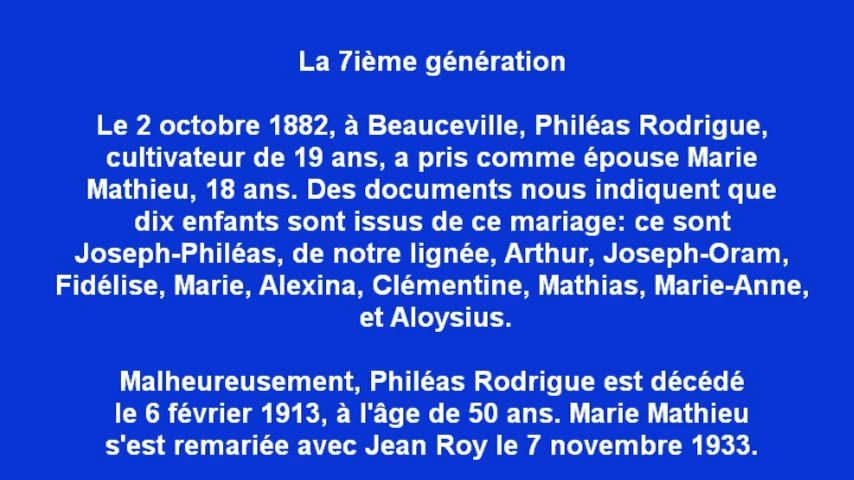 La 7ième génération
Le 2 octobre 1882, à Beauceville, Philéas Rodrigue,
cultivateur de 19 ans, a pris comme épouse Marie
Mathieu, 18 ans. Des documents nous indiquent que
dix enfants sont issus de ce mariage: ce sont
Joseph-Philéas, de notre lignée, Arthur, Joseph-Oram,
Fidélise, Marie, Alexina, Clémentine, Mathias, Marie-Anne,
et Aloysius.
Malheureusement, Philéas Rodrigue est décédé
le 6 février 1913, à l'âge de 50 ans. Marie Mathieu
s'est remariée avec Jean Roy le 7 novembre 1933.